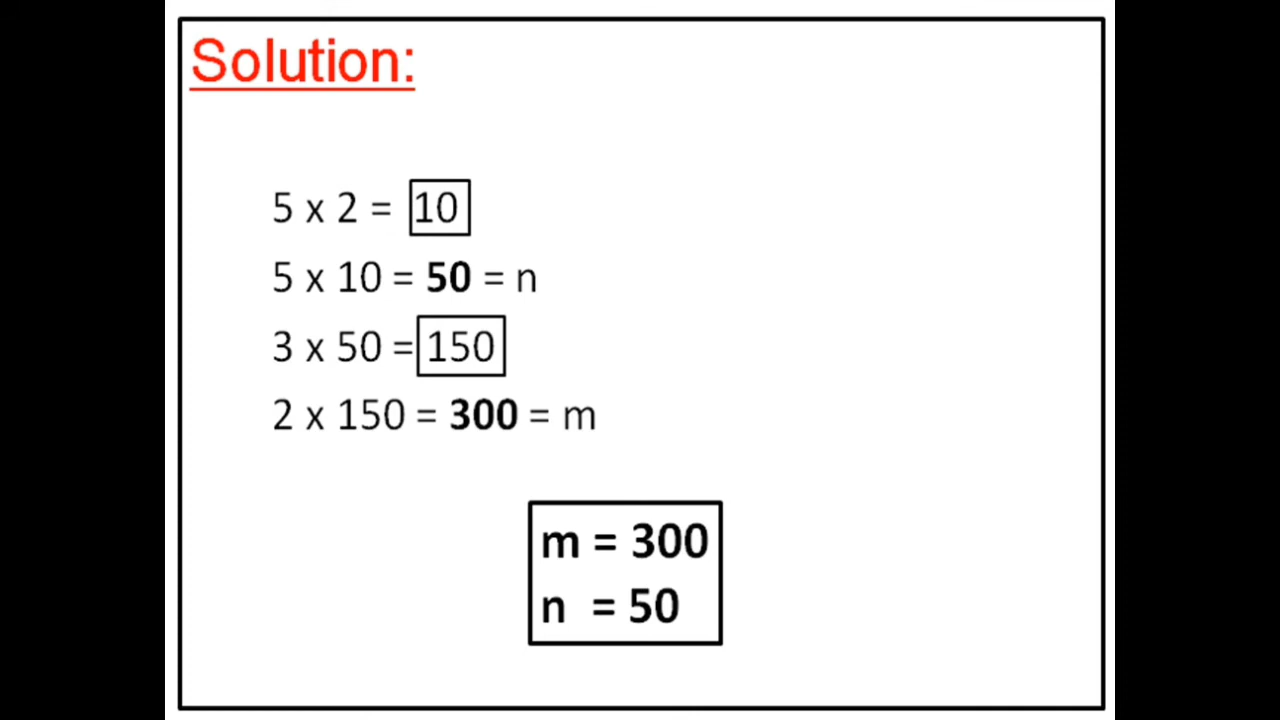 Solution:
5 x 2 = 10
5 x 10 = 50 = n
3 x 50 = 150
2 x 150 = 300 = m
m = 300
n = 50